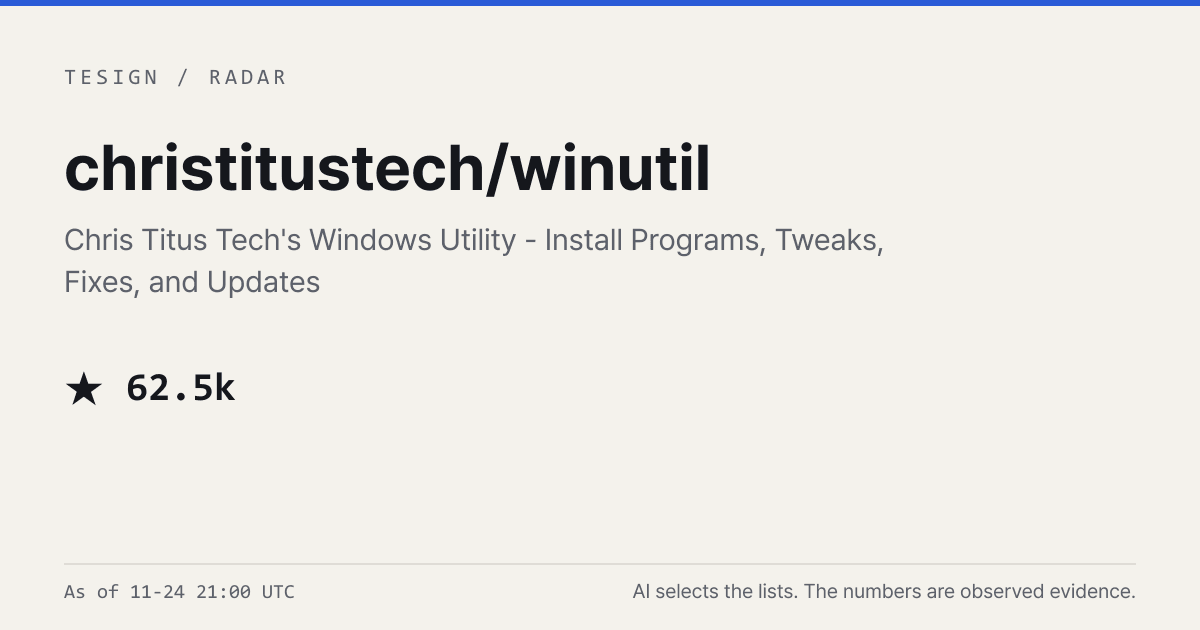 TESIGN / RADAR
christitustech/winutil
Chris Titus Tech's Windows Utility - Install Programs, Tweaks,
Fixes, and Updates
★ 62.5k
As of 11-24 21:00 UTC
AI selects the lists. The numbers are observed evidence.